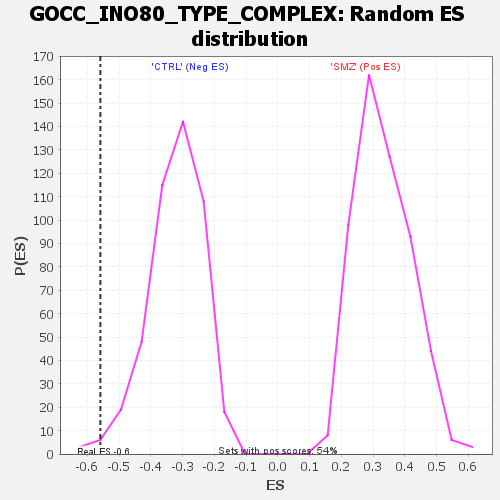 GOCC_INO80_TYPE_COMPLEX: Random ES
distribution
'CTRL' (Neg ES)
'SMZ' (Pos ES)
170
160
150
140
130
120
110
100
90
80
70
60
50
40
30
20
10
0
P(ES)
Real ES -0.6
Sets with pos scores: 54%
-0.6 -0.5 -0.4 -0.3 -0.2 -0.1 0.0 0.1 0.2 0.3 0.4 0.5 0.6
ES